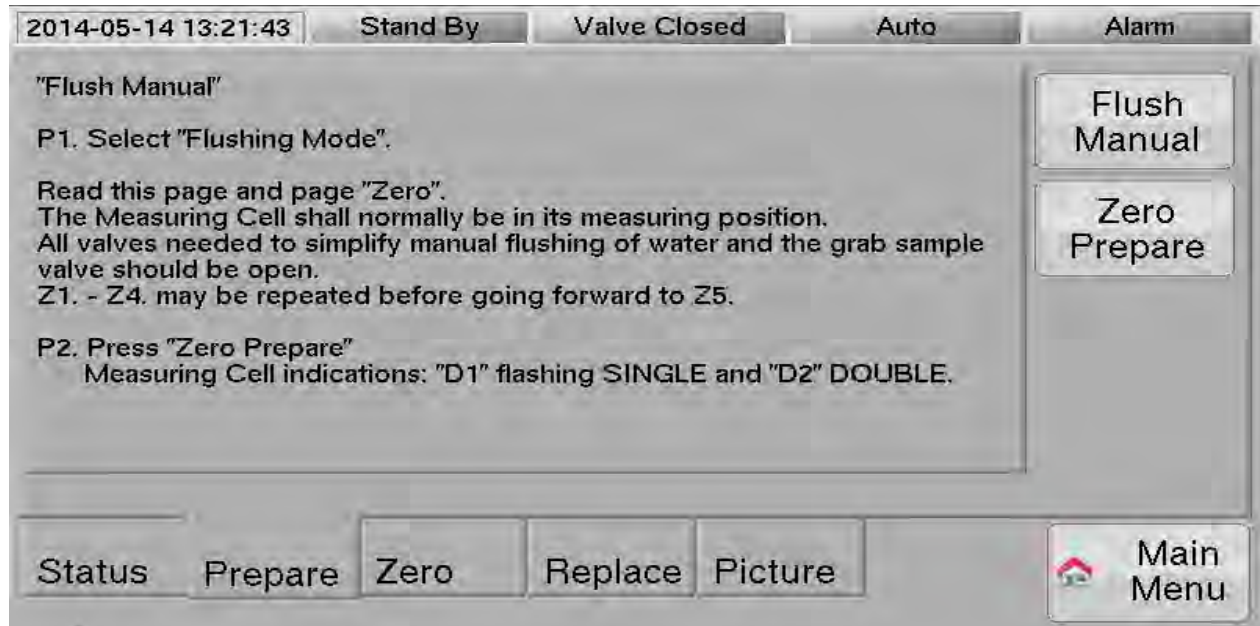 2014-05-14 13:21:43 Stand By Valve Closed Auto Alarm
"Flush Manual"
P1. Select "Flushing Mode".
Read this page and page "Zero".
The Measuring Cell shall normally be in its measuring position.
All valves needed to simplify manual flushing of water and the grab sample
valve should be open.
Z1. - Z4. may be repeated before going forward to Z5.
P2. Press "Zero Prepare"
Measuring Cell indications: "D1" flashing SINGLE and "D2" DOUBLE.
Flush
Manual
Zero
Prepare
Status Prepare Zero Replace Picture
Main
Menu